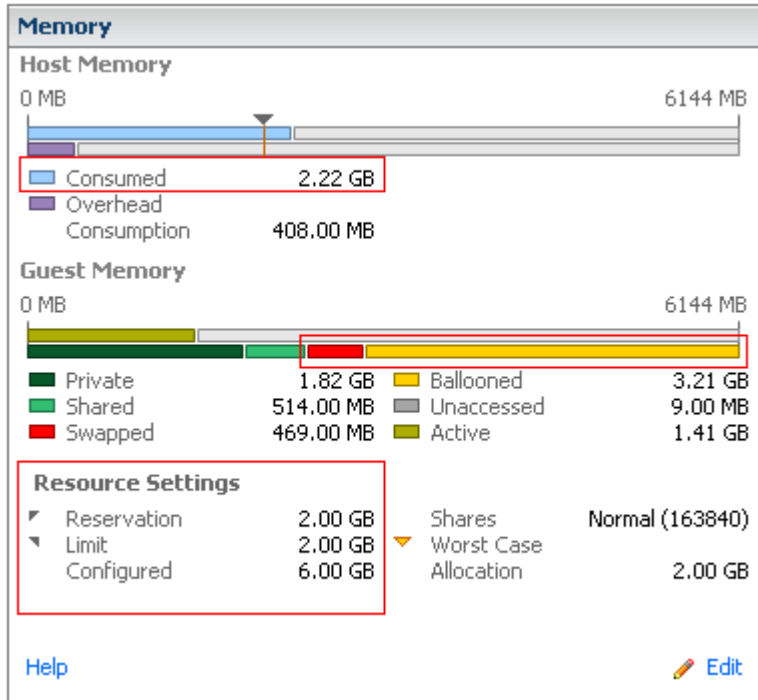 Memory
Host Memory
0 MB 6144 MB
Consumed 2.22 GB
Overhead
Consumption 408.00 MB
Guest Memory
0 MB 6144 MB
Private 1.82 GB Ballooned 3.21 GB
Shared 514.00 MB Unaccessed 9.00 MB
Swapped 469.00 MB Active 1.41 GB
Resource Settings
Reservation 2.00 GB Shares Normal (163840)
Limit 2.00 GB Worst Case
Configured 6.00 GB Allocation 2.00 GB
Help Edit